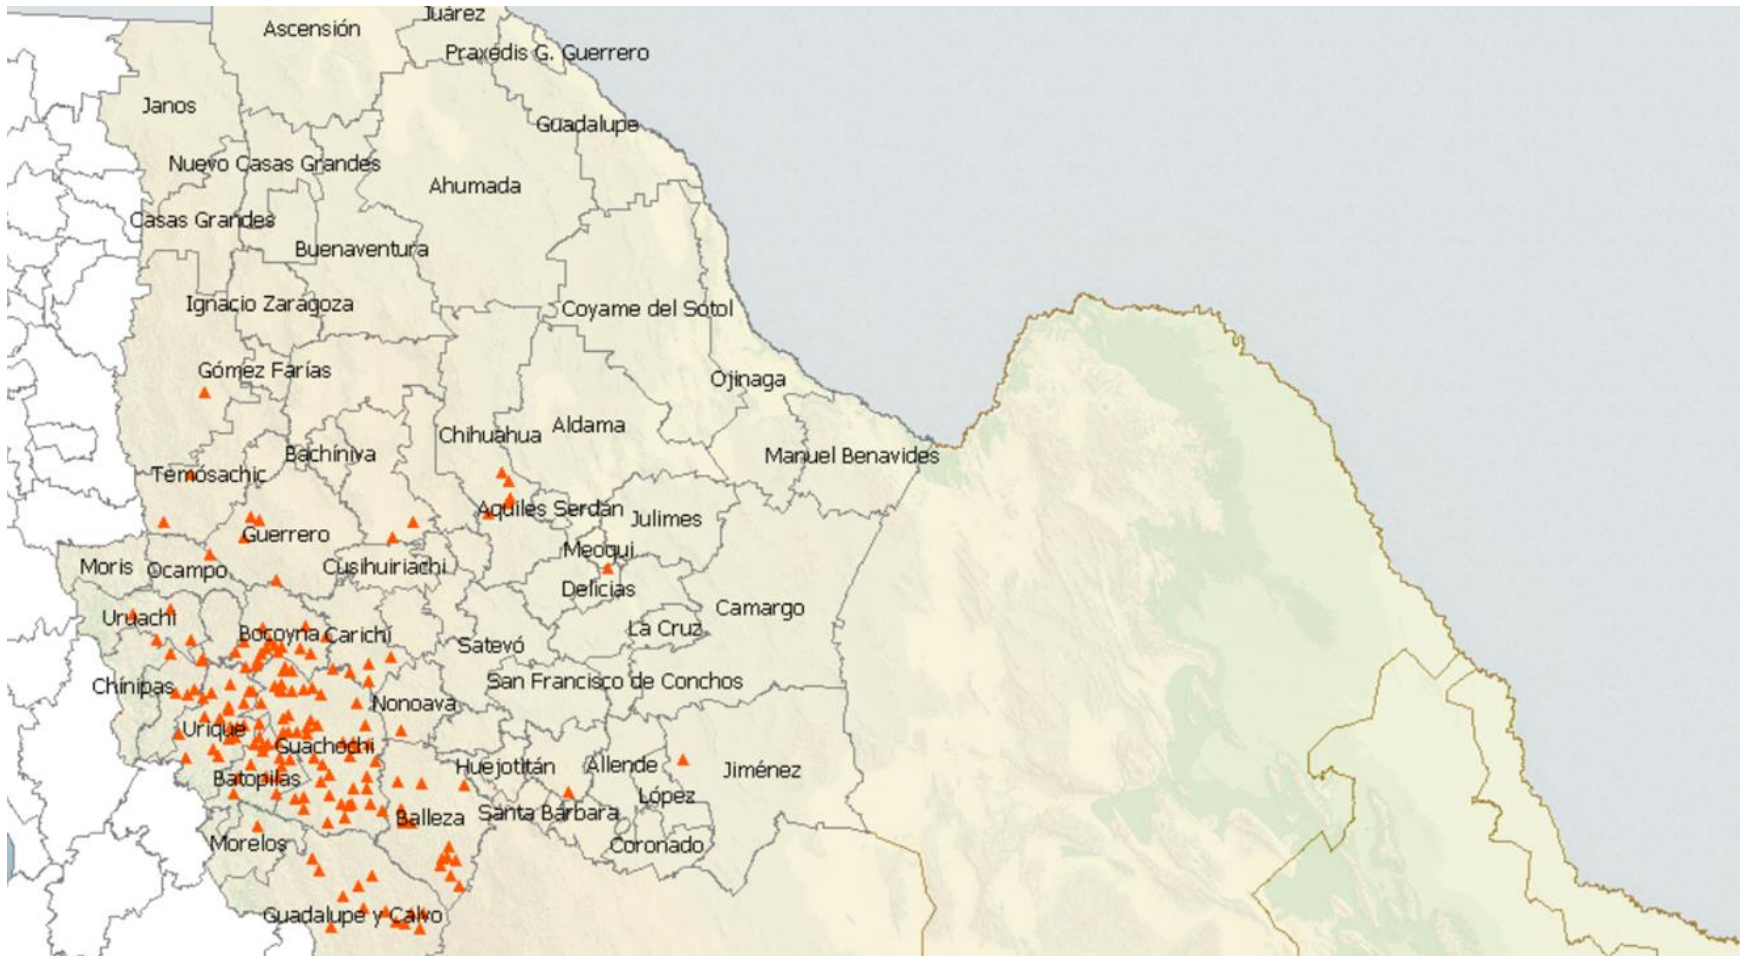 Juárez
Ascensión
Praxedis G. Guerrero
Janos
Guadalupe
Nuevo Casas Grandes
Ahumada
Casas Grandes
Buenaventura
Ignacio Zaragoza
Coyame del Sotol
Gómez Farías
Ojinaga
Aldama
Chihuahua
Bachíniva
Manuel Benavides
Temósachic
Aquiles Serdán
Julimes
Guerrero
Meoqui
Moris
Ocampo
Cusihuiriachi
Delicias
Camargo
Uruachi
La Cruz
Bocoyna
Carichí
Satevó
San Francisco de Conchos
Chínipas
Nonoava
Urique
Guachochi
Huejotitán
Allende
Jiménez
Batopilas
López
Santa Bárbara
Balleza
Morelos
Coronado
Guadalupe y Calvo